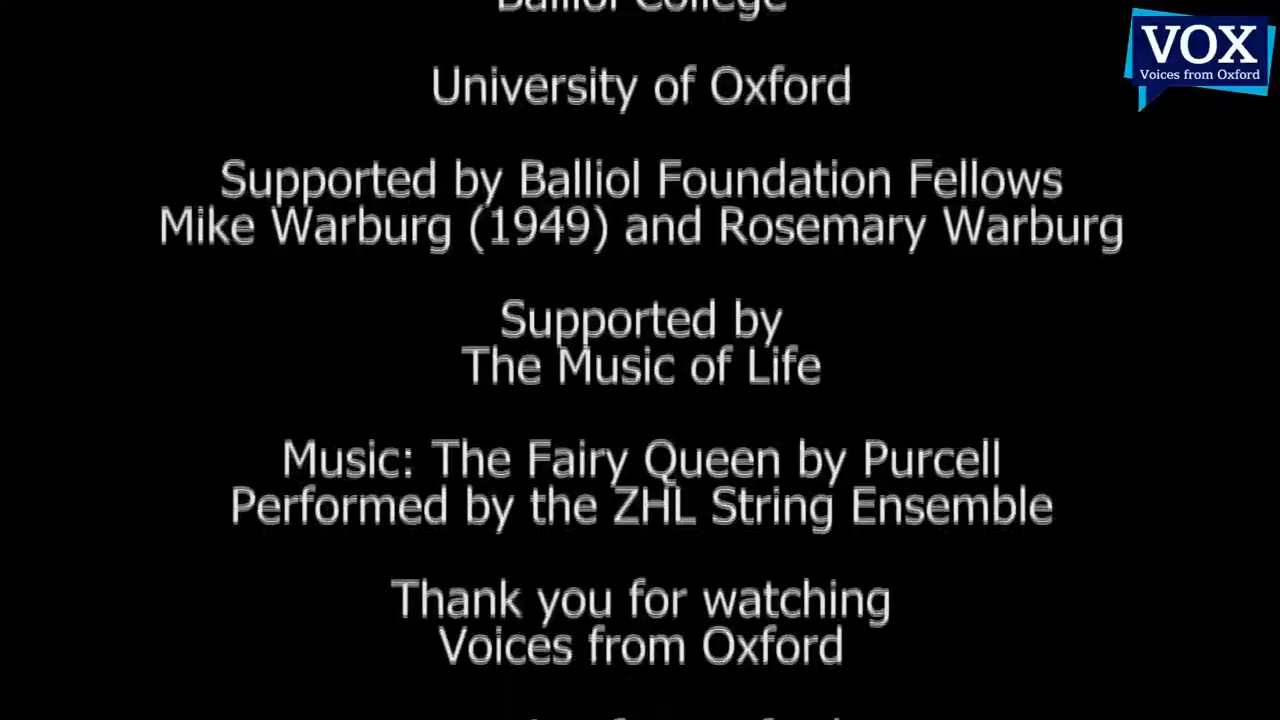 Balliol College
VOX
Voices from Oxford
University of Oxford
Supported by Balliol Foundation Fellows
Mike Warburg (1949) and Rosemary Warburg
Supported by
The Music of Life
Music: The Fairy Queen by Purcell
Performed by the ZHL String Ensemble
Thank you for watching
Voices from Oxford